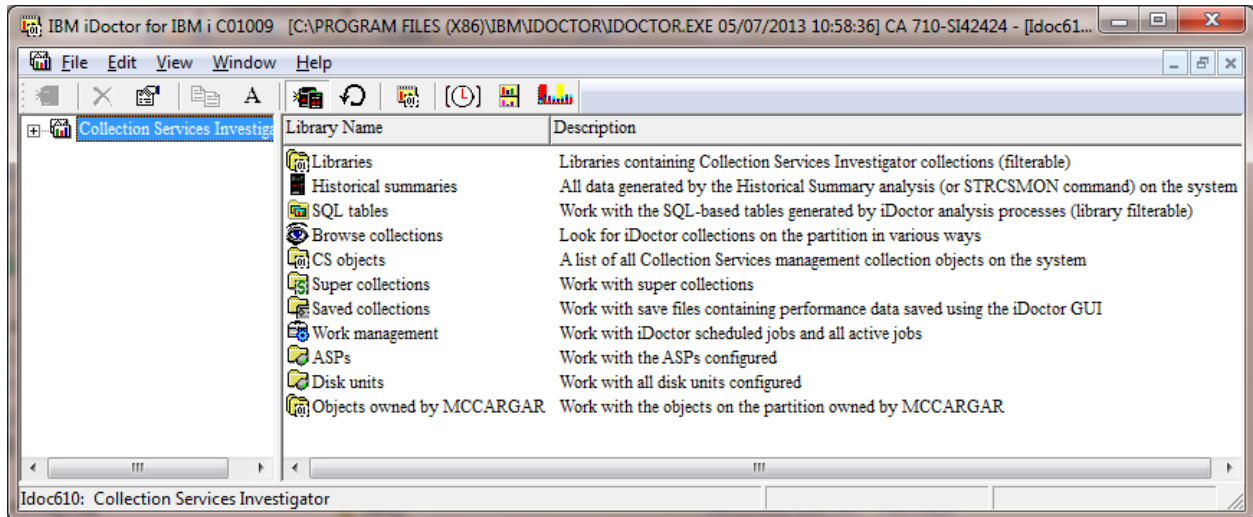 IBM iDoctor for IBM i C01009 [C:\PROGRAM FILES (X86)\IBM\IDOCTOR\IDOCTOR.EXE 05/07/2013 10:58:36] CA 710-SI42424 - [Idoc61...
File Edit View Window Help
A
Collection Services Investiga
Library Name Description
Libraries Libraries containing Collection Services Investigator collections (filterable)
Historical summaries All data generated by the Historical Summary analysis (or STRCSMON command) on the system
SQL tables Work with the SQL-based tables generated by iDoctor analysis processes (library filterable)
Browse collections Look for iDoctor collections on the partition in various ways
CS objects A list of all Collection Services management collection objects on the system
Super collections Work with super collections
Saved collections Work with save files containing performance data saved using the iDoctor GUI
Work management Work with iDoctor scheduled jobs and all active jobs
ASPs Work with the ASPs configured
Disk units Work with all disk units configured
Objects owned by MCCARGAR Work with the objects on the partition owned by MCCARGAR
Idoc610: Collection Services Investigator